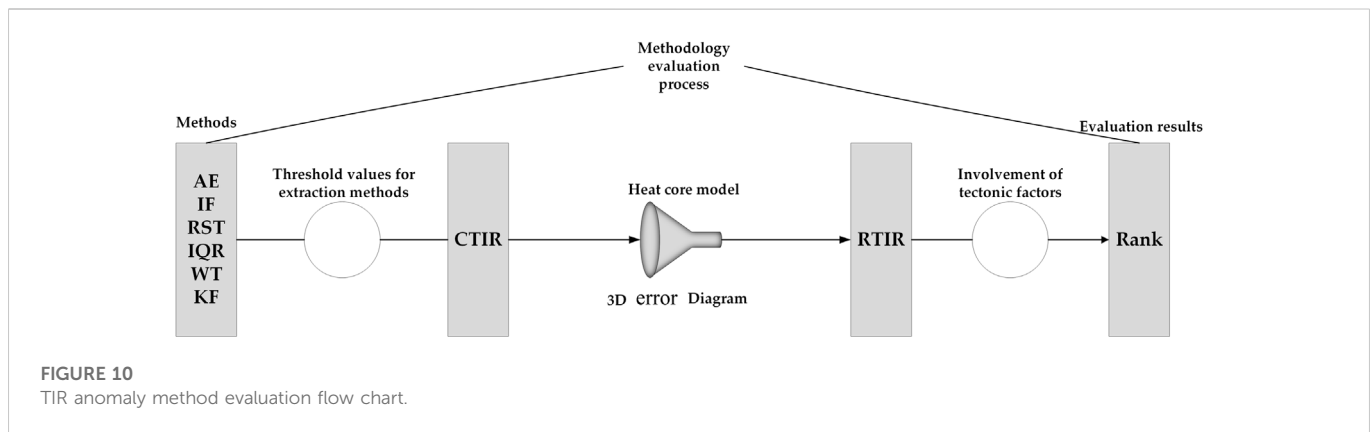 Methodology
evaluation
process
Methods
Evaluation results
AE
IF
RST
IQR
WT
KF
Threshold values for
extraction methods
CTIR
Heat core model
3D error Diagram
RTIR
Involvement of
tectonic factors
Rank
FIGURE 10
TIR anomaly method evaluation flow chart.